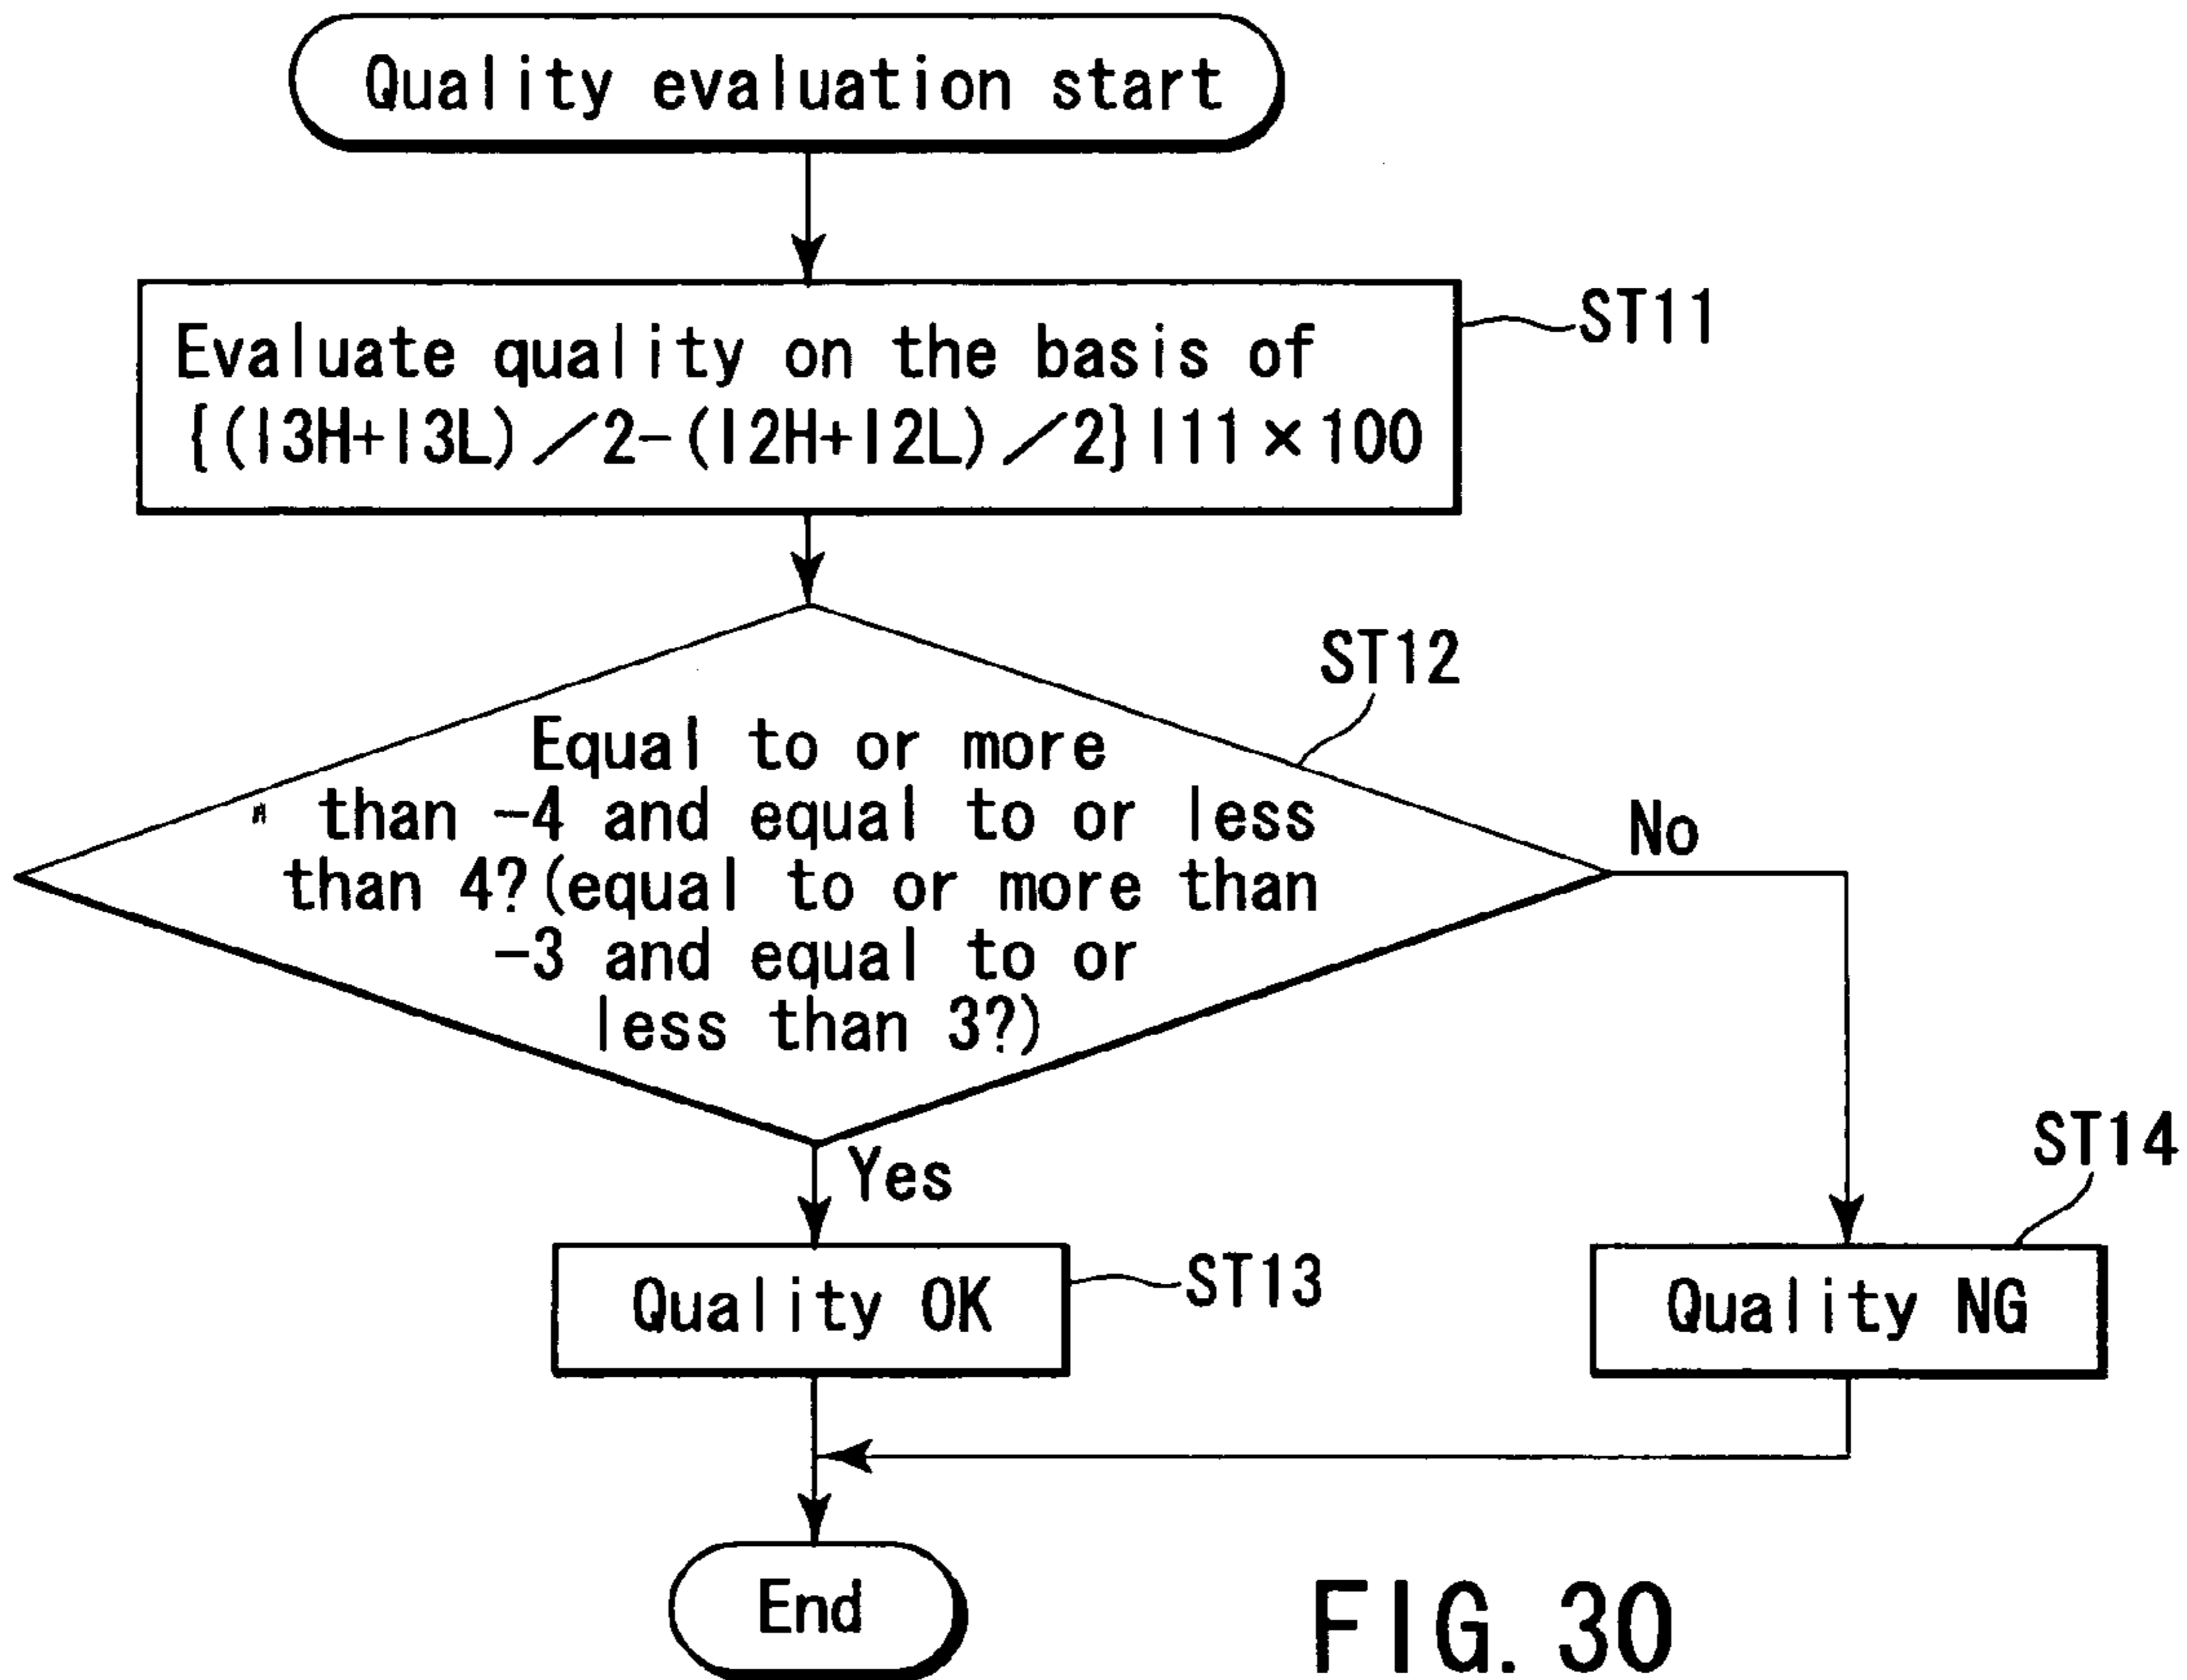 Quality evaluation start
Evaluate quality on the basis of
{(I3H+I3L)／2-(I2H+I2L)／2}I11×100
ST11
ST12
Equal to or more
than -4 and equal to or less
than 4?(equal to or more than
-3 and equal to or
less than 3?)
No
Yes
ST14
Quality OK
ST13
Quality NG
End
FIG. 30